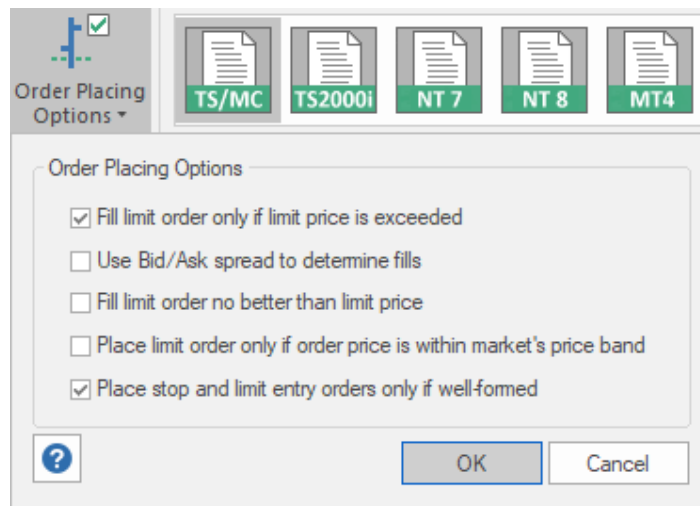 Order Placing
Options
TS/MC
TS2000i
NT 7
NT 8
MT4
Order Placing Options
Fill limit order only if limit price is exceeded
Use Bid/Ask spread to determine fills
Fill limit order no better than limit price
Place limit order only if order price is within market's price band
Place stop and limit entry orders only if well-formed
?
OK
Cancel